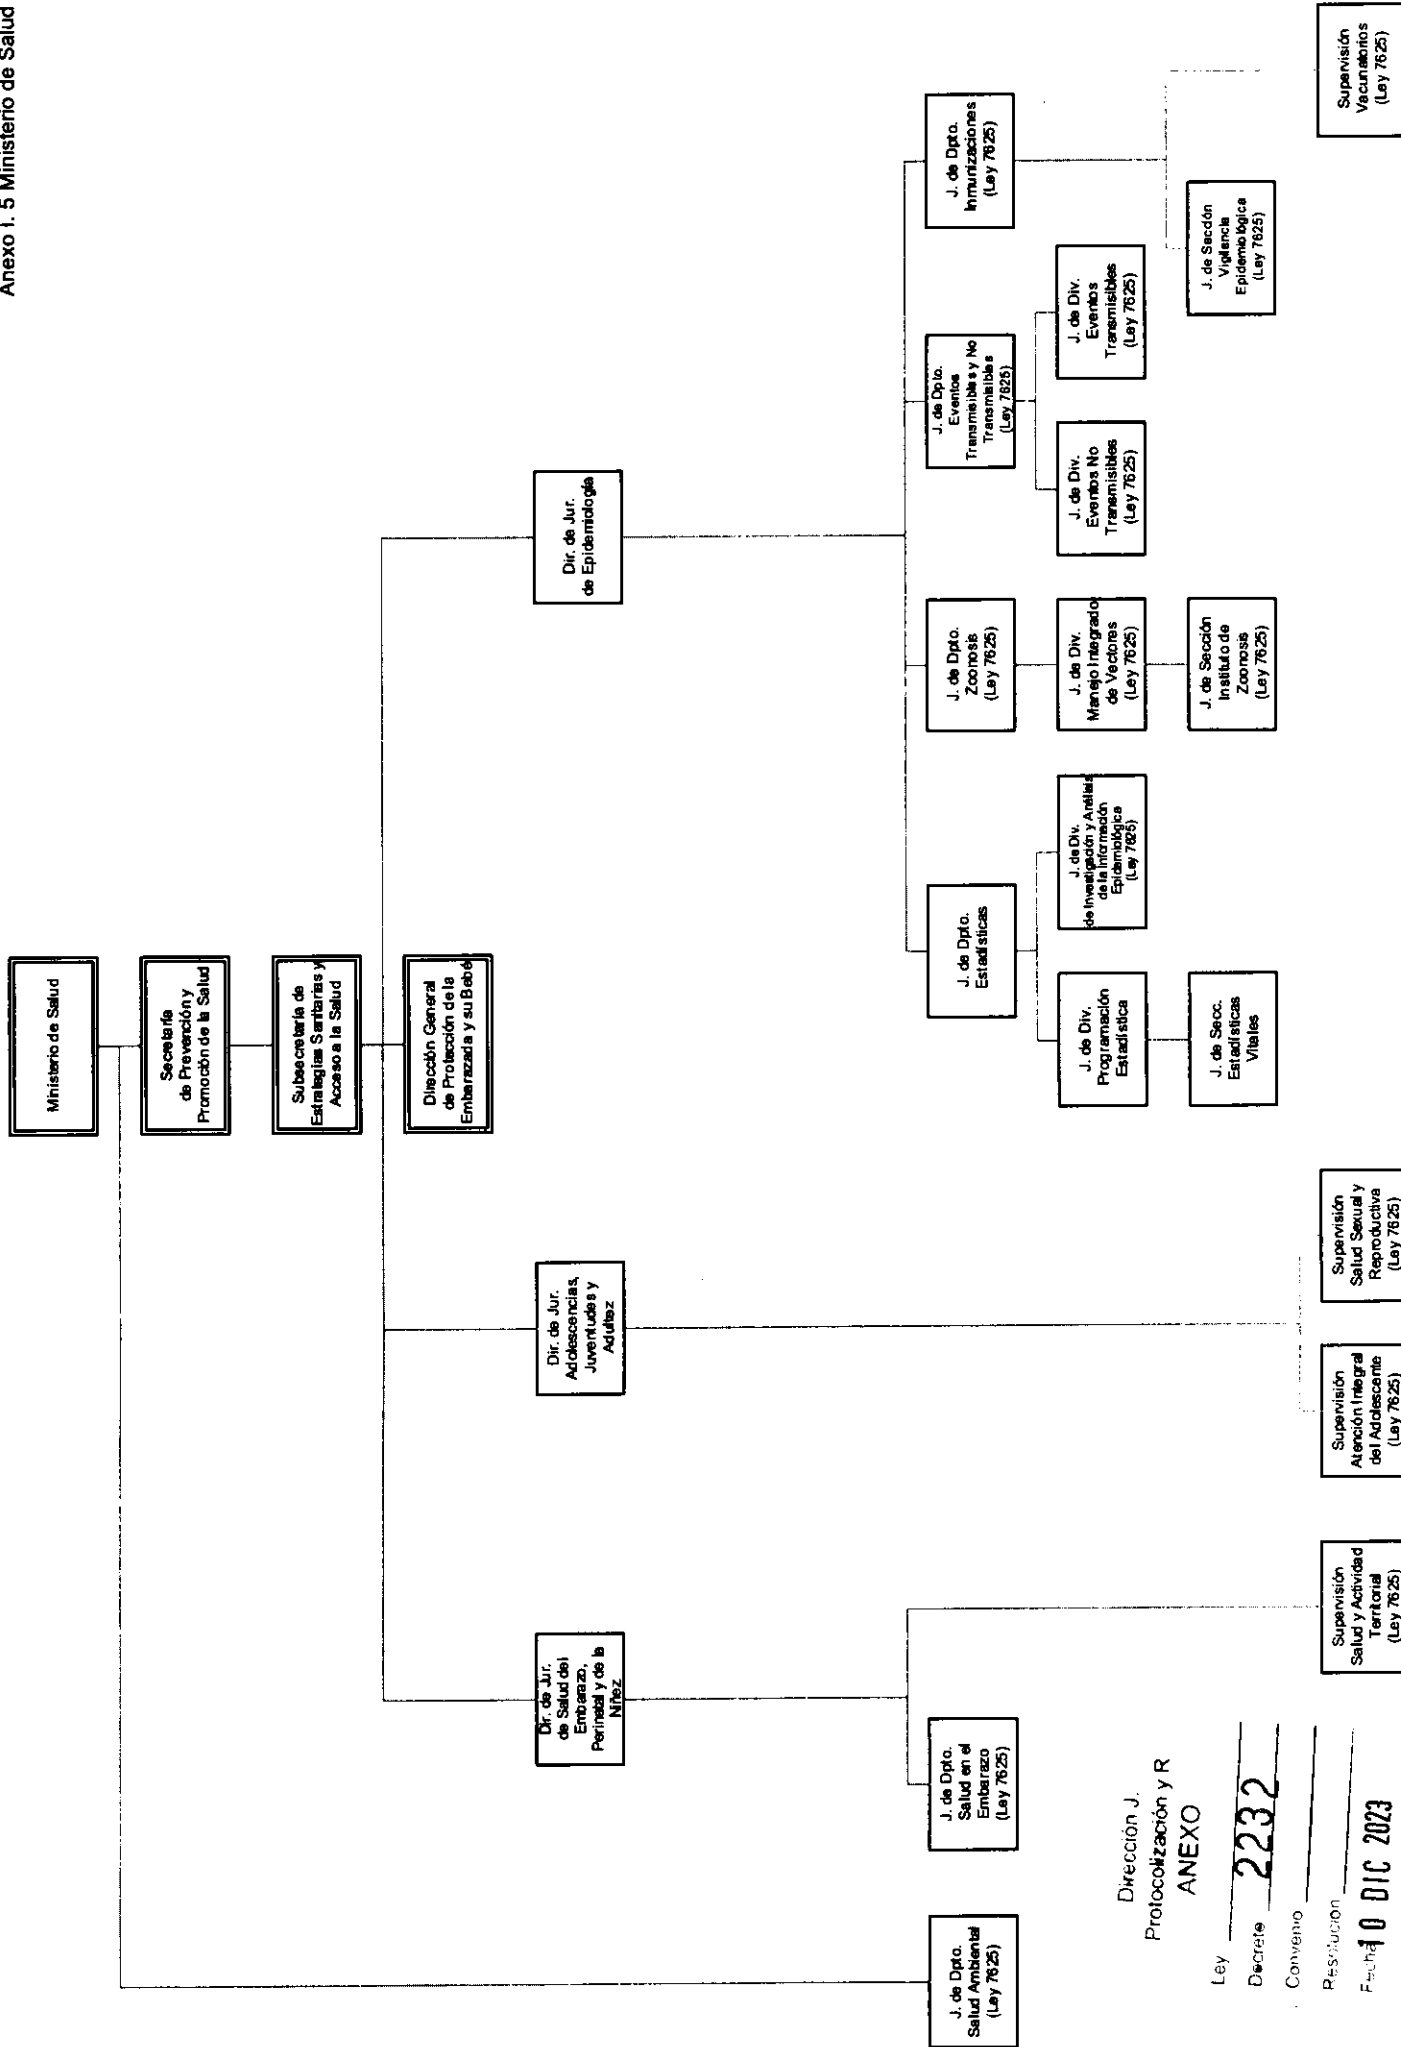 Anexo I. 5 Ministerio de Salud
Ministerio de Salud
Secretaría
de Prevención y
Promoción de la Salud
Subsecretaría de
Estrategias Sanitarias y
Acceso a la Salud
Dirección General
de Protección de la
Embarazada y su Bebé
Dir. de Jur.
de Salud del
Embarazo,
Perinatal y de la
Niñez
Dir. de Jur.
Adolescencias,
Juventudes y
Adultez
Dir. de Jur.
de Epidemiología
J. de Dpto.
Salud Ambiental
(Ley 7625)
J. de Dpto.
Salud en el
Embarazo
(Ley 7625)
J. de Dpto.
Estadísticas
J. de Dpto.
Zoonosis
(Ley 7625)
J. de Dpto.
Eventos
Transmisibles y No
Transmisibles
(Ley 7625)
J. de Dpto.
Inmunizaciones
(Ley 7625)
J. de Div.
Programación
Estadística
J. de Div.
de Investigación y Análisis
de la Información
Epidemiológica
(Ley 7625)
J. de Div.
Manejo Integrado
de Vectores
(Ley 7625)
J. de Div.
Eventos No
Transmisibles
(Ley 7625)
J. de Div.
Eventos
Transmisibles
(Ley 7625)
J. de Secc.
Estadísticas
Vitales
J. de Sección
Instituto de
Zoonosis
(Ley 7625)
J. de Sección
Vigilancia
Epidemiológica
(Ley 7625)
Supervisión
Salud y Actividad
Territorial
(Ley 7625)
Supervisión
Atención Integral
del Adolescente
(Ley 7625)
Supervisión
Salud Sexual y
Reproductiva
(Ley 7625)
Supervisión
Vacunatorios
(Ley 7625)
Dirección J.
Protocolización y R
ANEXO
Ley
Decreto 2232
Convenio
Resolución
Fecha 10 DIC 2023